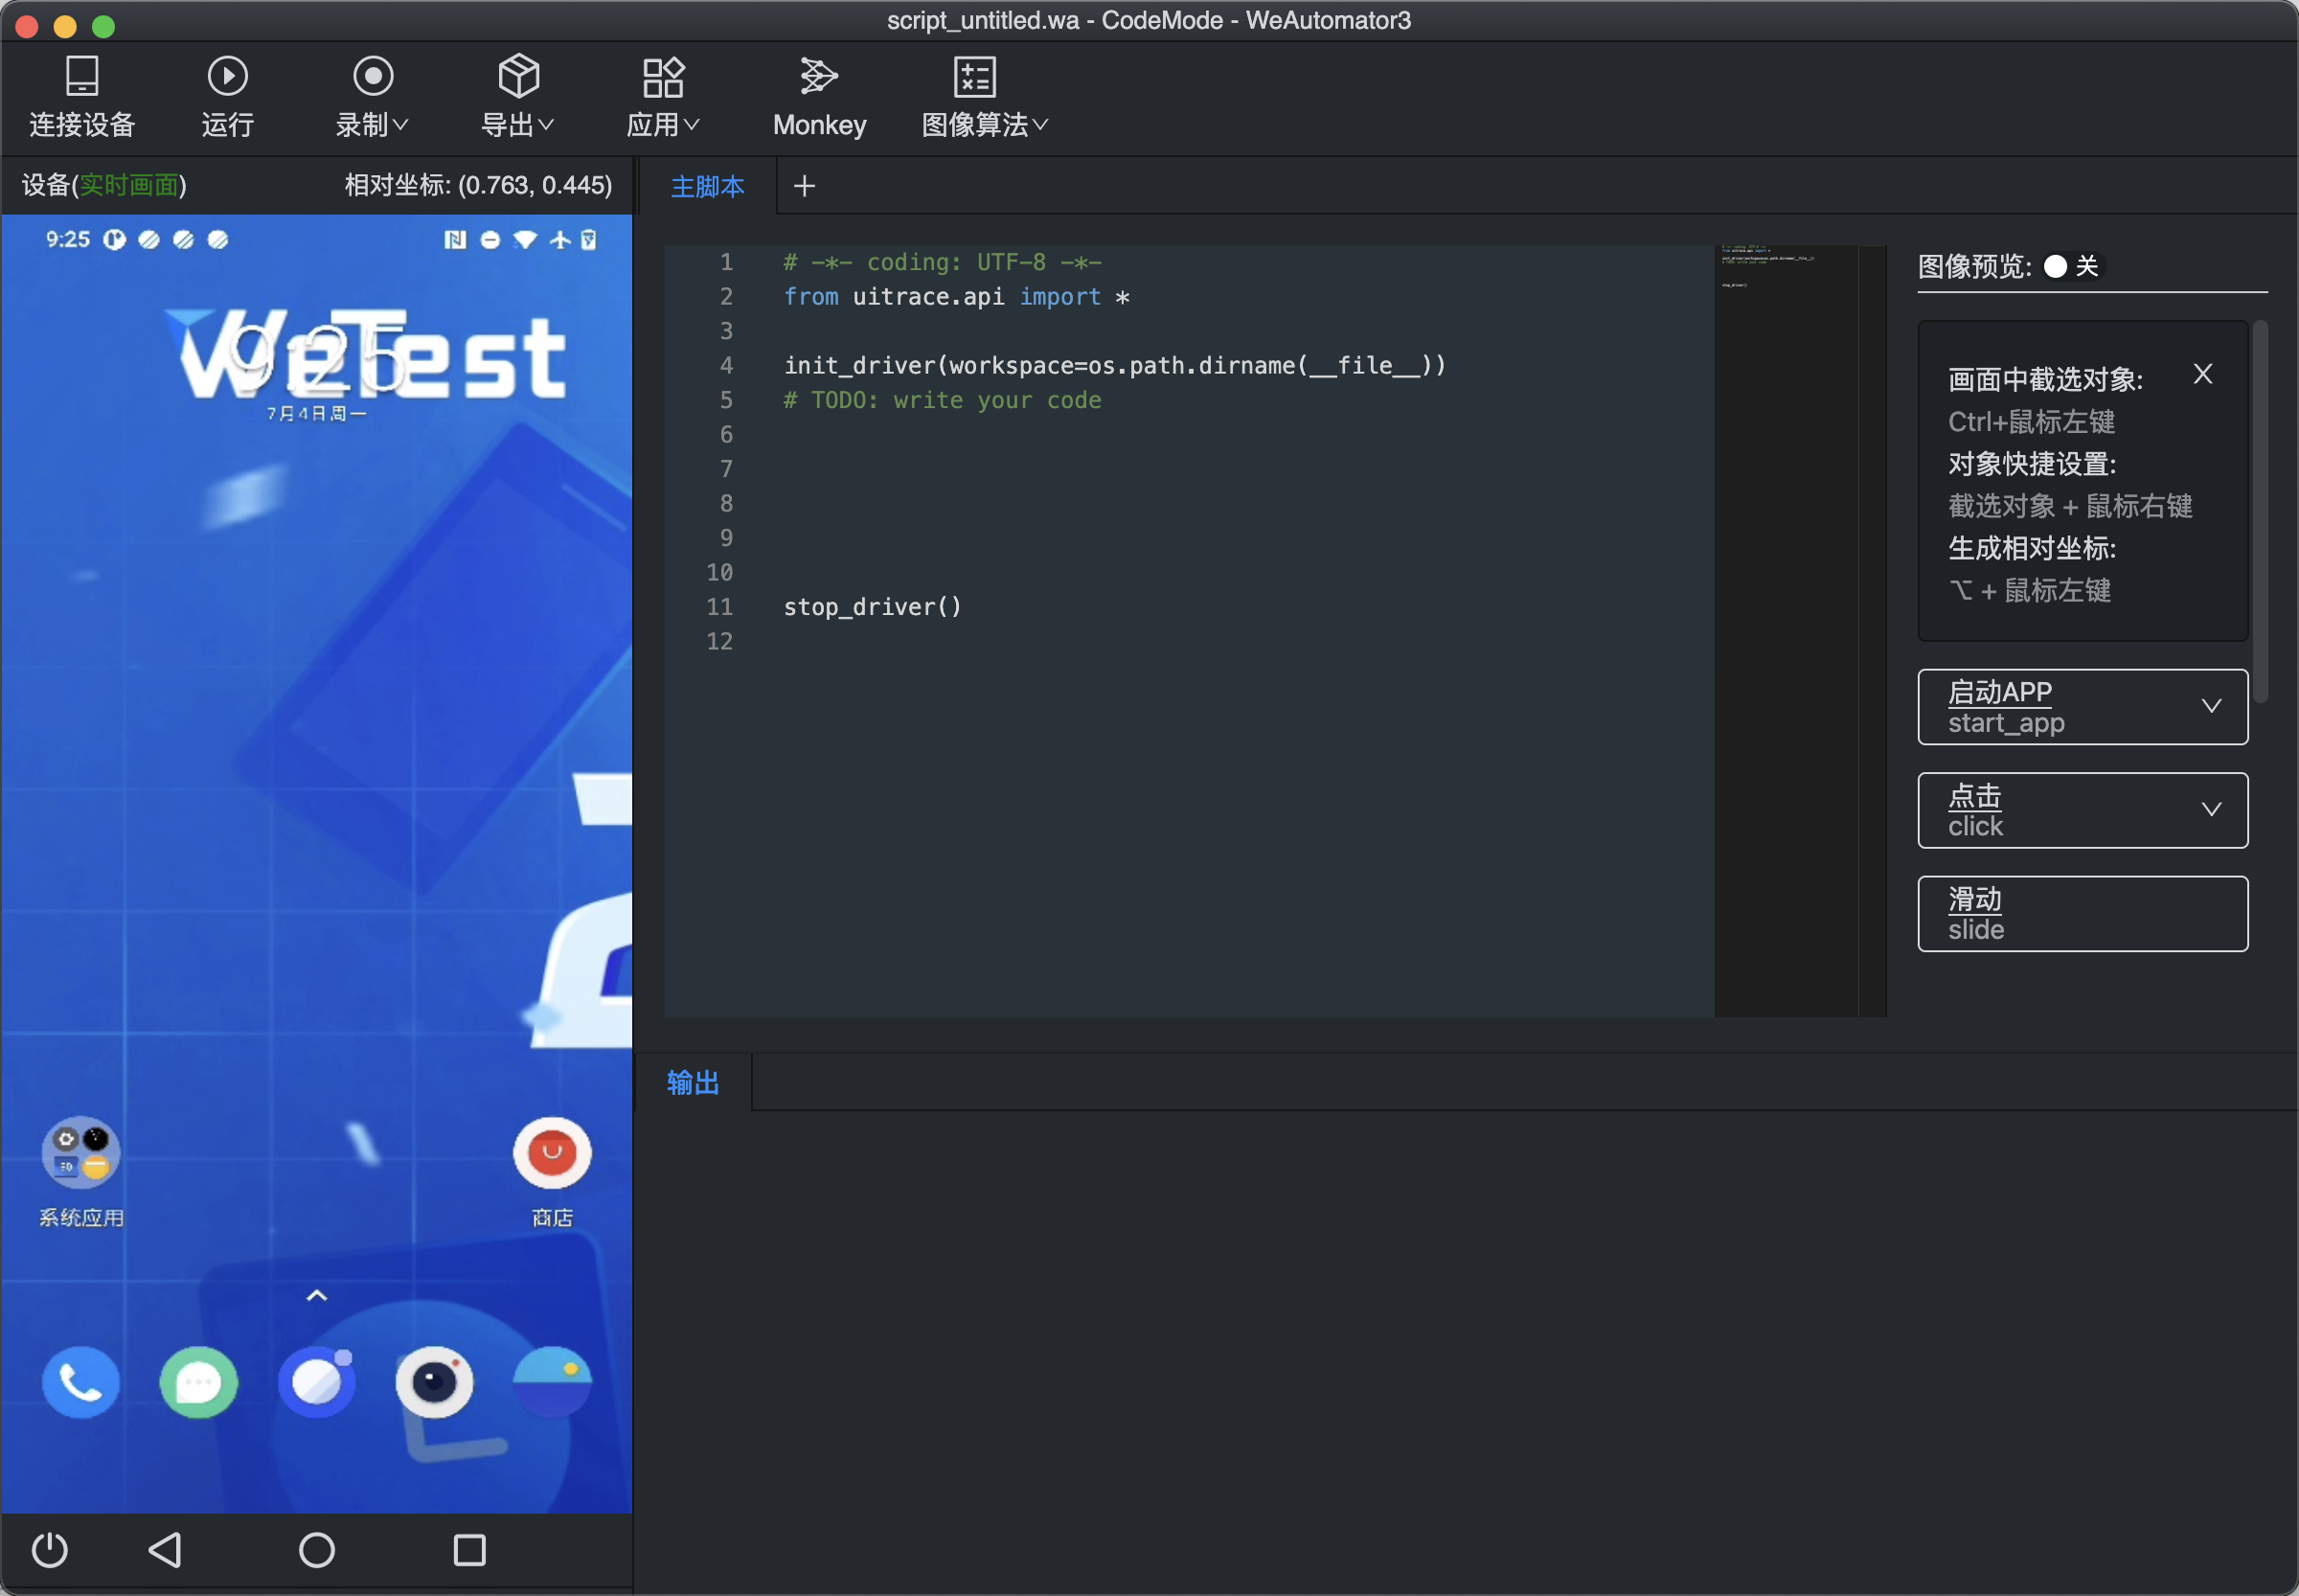 script_untitled.wa - CodeMode - WeAutomator3
连接设备
运行
录制
导出
应用
Monkey
图像算法
设备(实时画面)
相对坐标: (0.763, 0.445)
主脚本
9:25
WeTest
9:25
7月4日周一
系统应用
商店
1 # -*- coding: UTF-8 -*-
2 from uitrace.api import *
3
4 init_driver(workspace=os.path.dirname(__file__))
5 # TODO: write your code
6
7
8
9
10
11 stop_driver()
12
图像预览: 关
画面中截选对象:
Ctrl+鼠标左键
对象快捷设置:
截选对象 + 鼠标右键
生成相对坐标:
⌥ + 鼠标左键
启动APP
start_app
点击
click
滑动
slide
输出